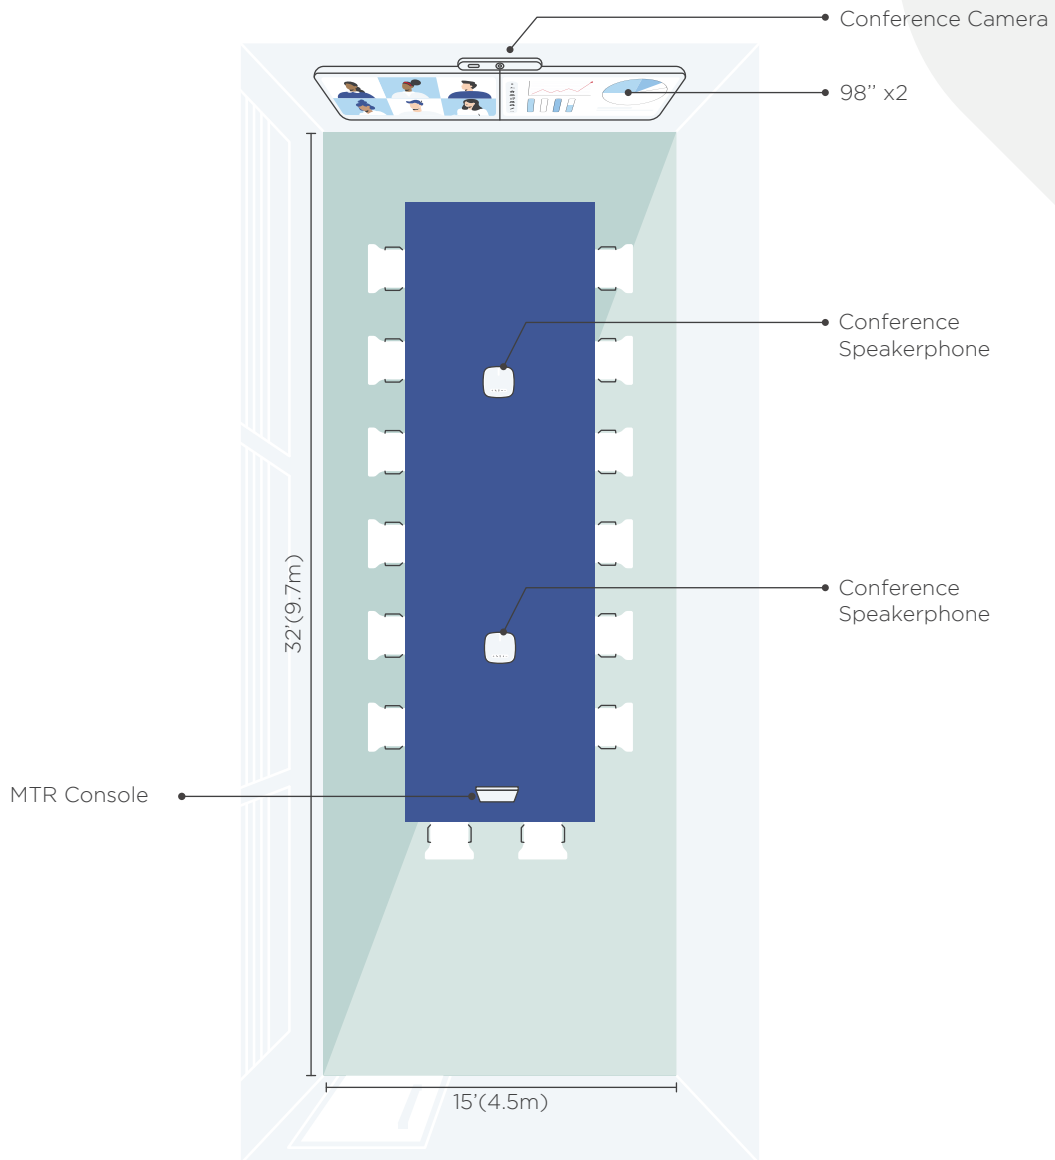 Conference Camera
98” x2
Conference
Speakerphone
Conference
Speakerphone
32’(9.7m)
MTR Console
15’(4.5m)